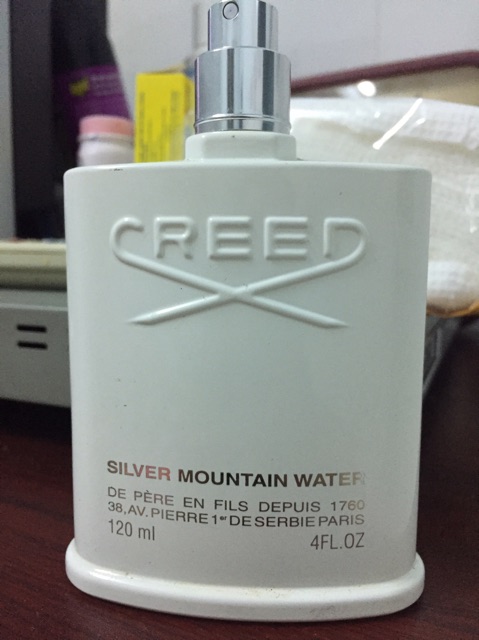 CREED
SILVER MOUNTAIN WATER
DE PÈRE EN FILS DEPUIS 1760
38, AV. PIERRE 1er DE SERBIE PARIS
120 ml 4FL.OZ